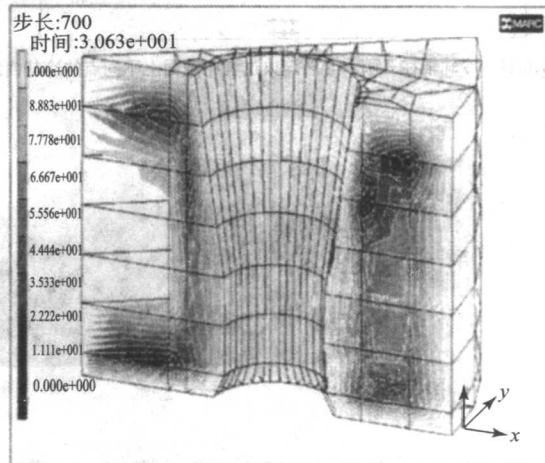 步长:700
MARC
时间:3.063e+001
1.000e+000
8.883e+001
7.778e+001
6.667e+001
5.556e+001
4.444e+001
3.533e+001
2.222e+001
1.111e+001
0.000e+000
y
x